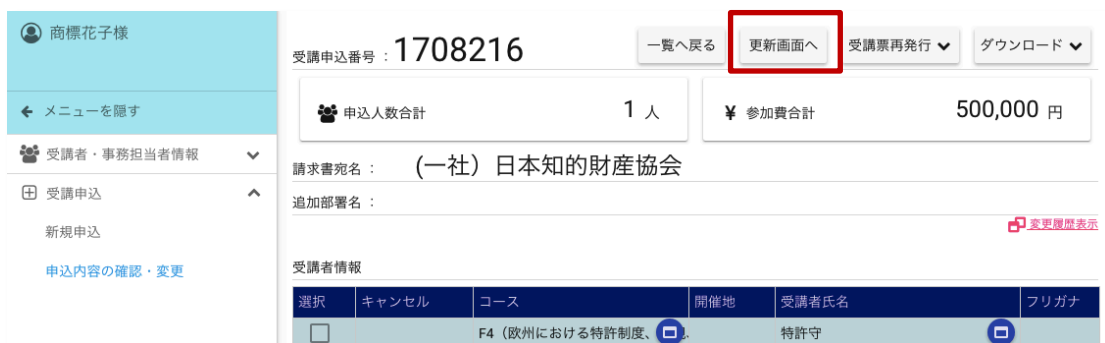 商標花子様
メニューを隠す
受講者・事務担当者情報
受講申込
新規申込
申込内容の確認・変更
受講申込番号 : 1708216
一覧へ戻る
更新画面へ
受講票再発行
ダウンロード
申込人数合計 1 人
¥ 参加費合計 500,000 円
請求書宛名 : (一社）日本知的財産協会
追加部署名 :
変更履歴表示
受講者情報
選択 キャンセル コース 開催地 受講者氏名 フリガナ
F4（欧州における特許制度、 特許守